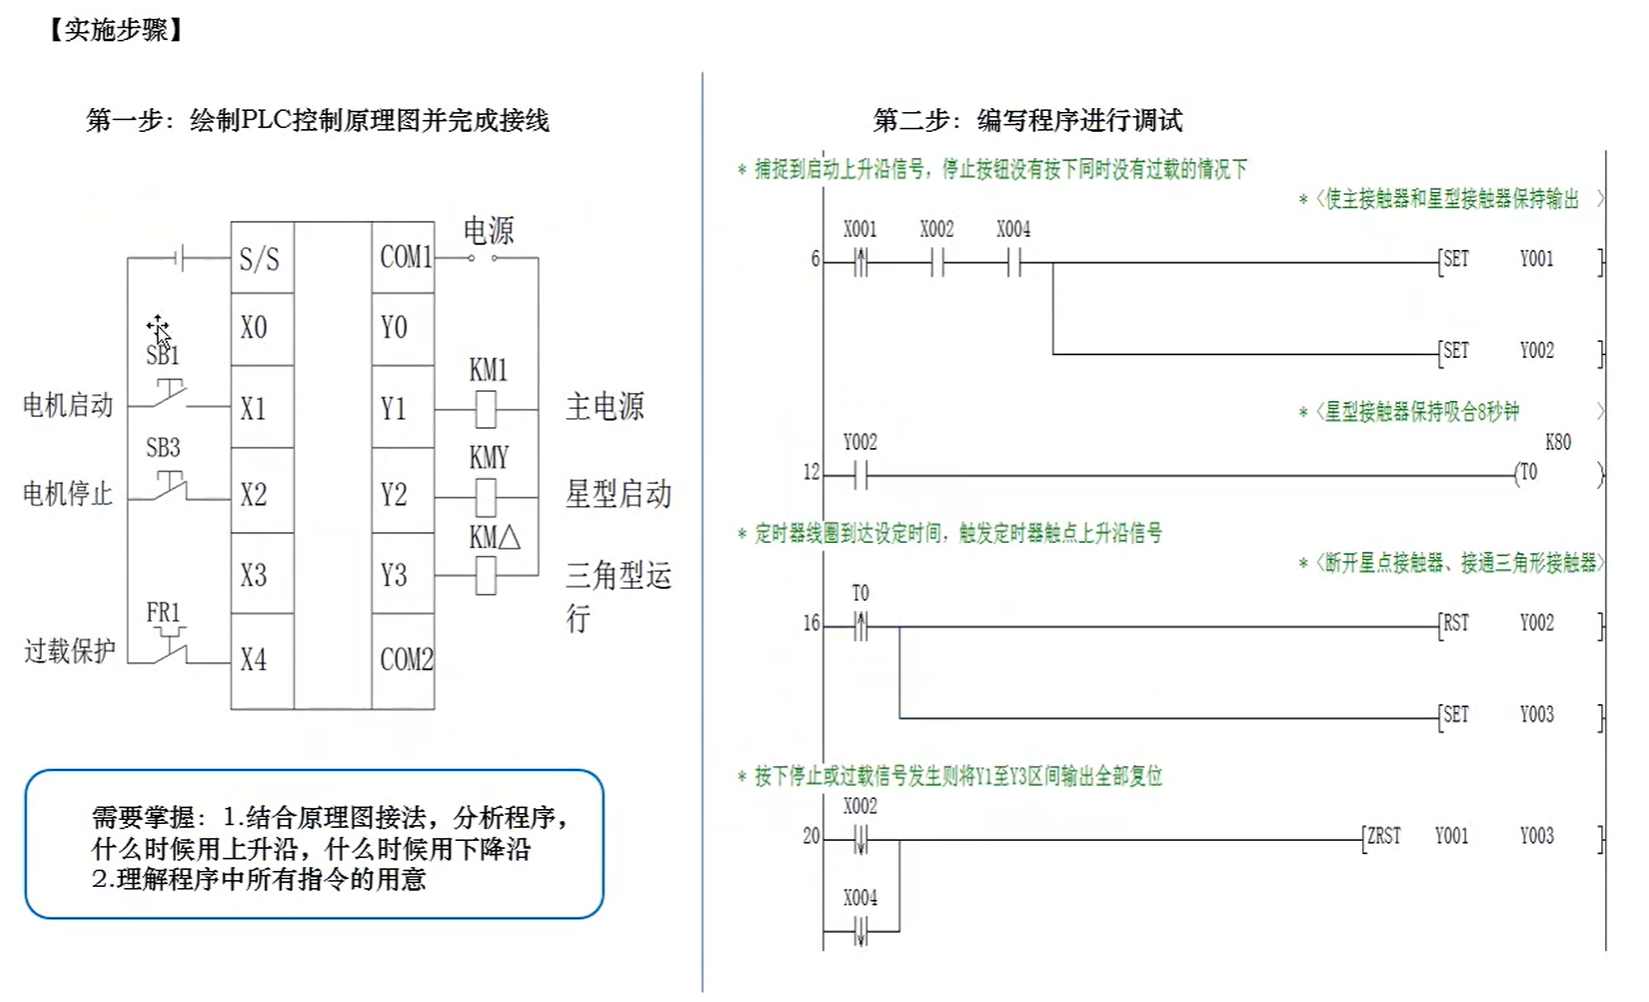 【实施步骤】
第一步：绘制PLC控制原理图并完成接线
电源
S/S
COM1
X0
Y0
SB1
KM1
电机启动
X1
Y1
主电源
SB3
KMY
电机停止
X2
Y2
星型启动
KM△
X3
Y3
三角型运
行
FR1
过载保护
X4
COM2
需要掌握：1.结合原理图接法，分析程序，
什么时候用上升沿，什么时候用下降沿
2.理解程序中所有指令的用意
第二步：编写程序进行调试
* 捕捉到启动上升沿信号，停止按钮没有按下同时没有过载的情况下
*〈使主接触器和星型接触器保持输出 〉
X001 X002 X004
6 [SET Y001 ]
[SET Y002 ]
*〈星型接触器保持吸合8秒钟 〉
Y002 K80
12 (T0 )
* 定时器线圈到达设定时间，触发定时器触点上升沿信号
*〈断开星点接触器、接通三角形接触器〉
T0
16 [RST Y002 ]
[SET Y003 ]
* 按下停止或过载信号发生则将Y1至Y3区间输出全部复位
X002
20 [ZRST Y001 Y003 ]
X004